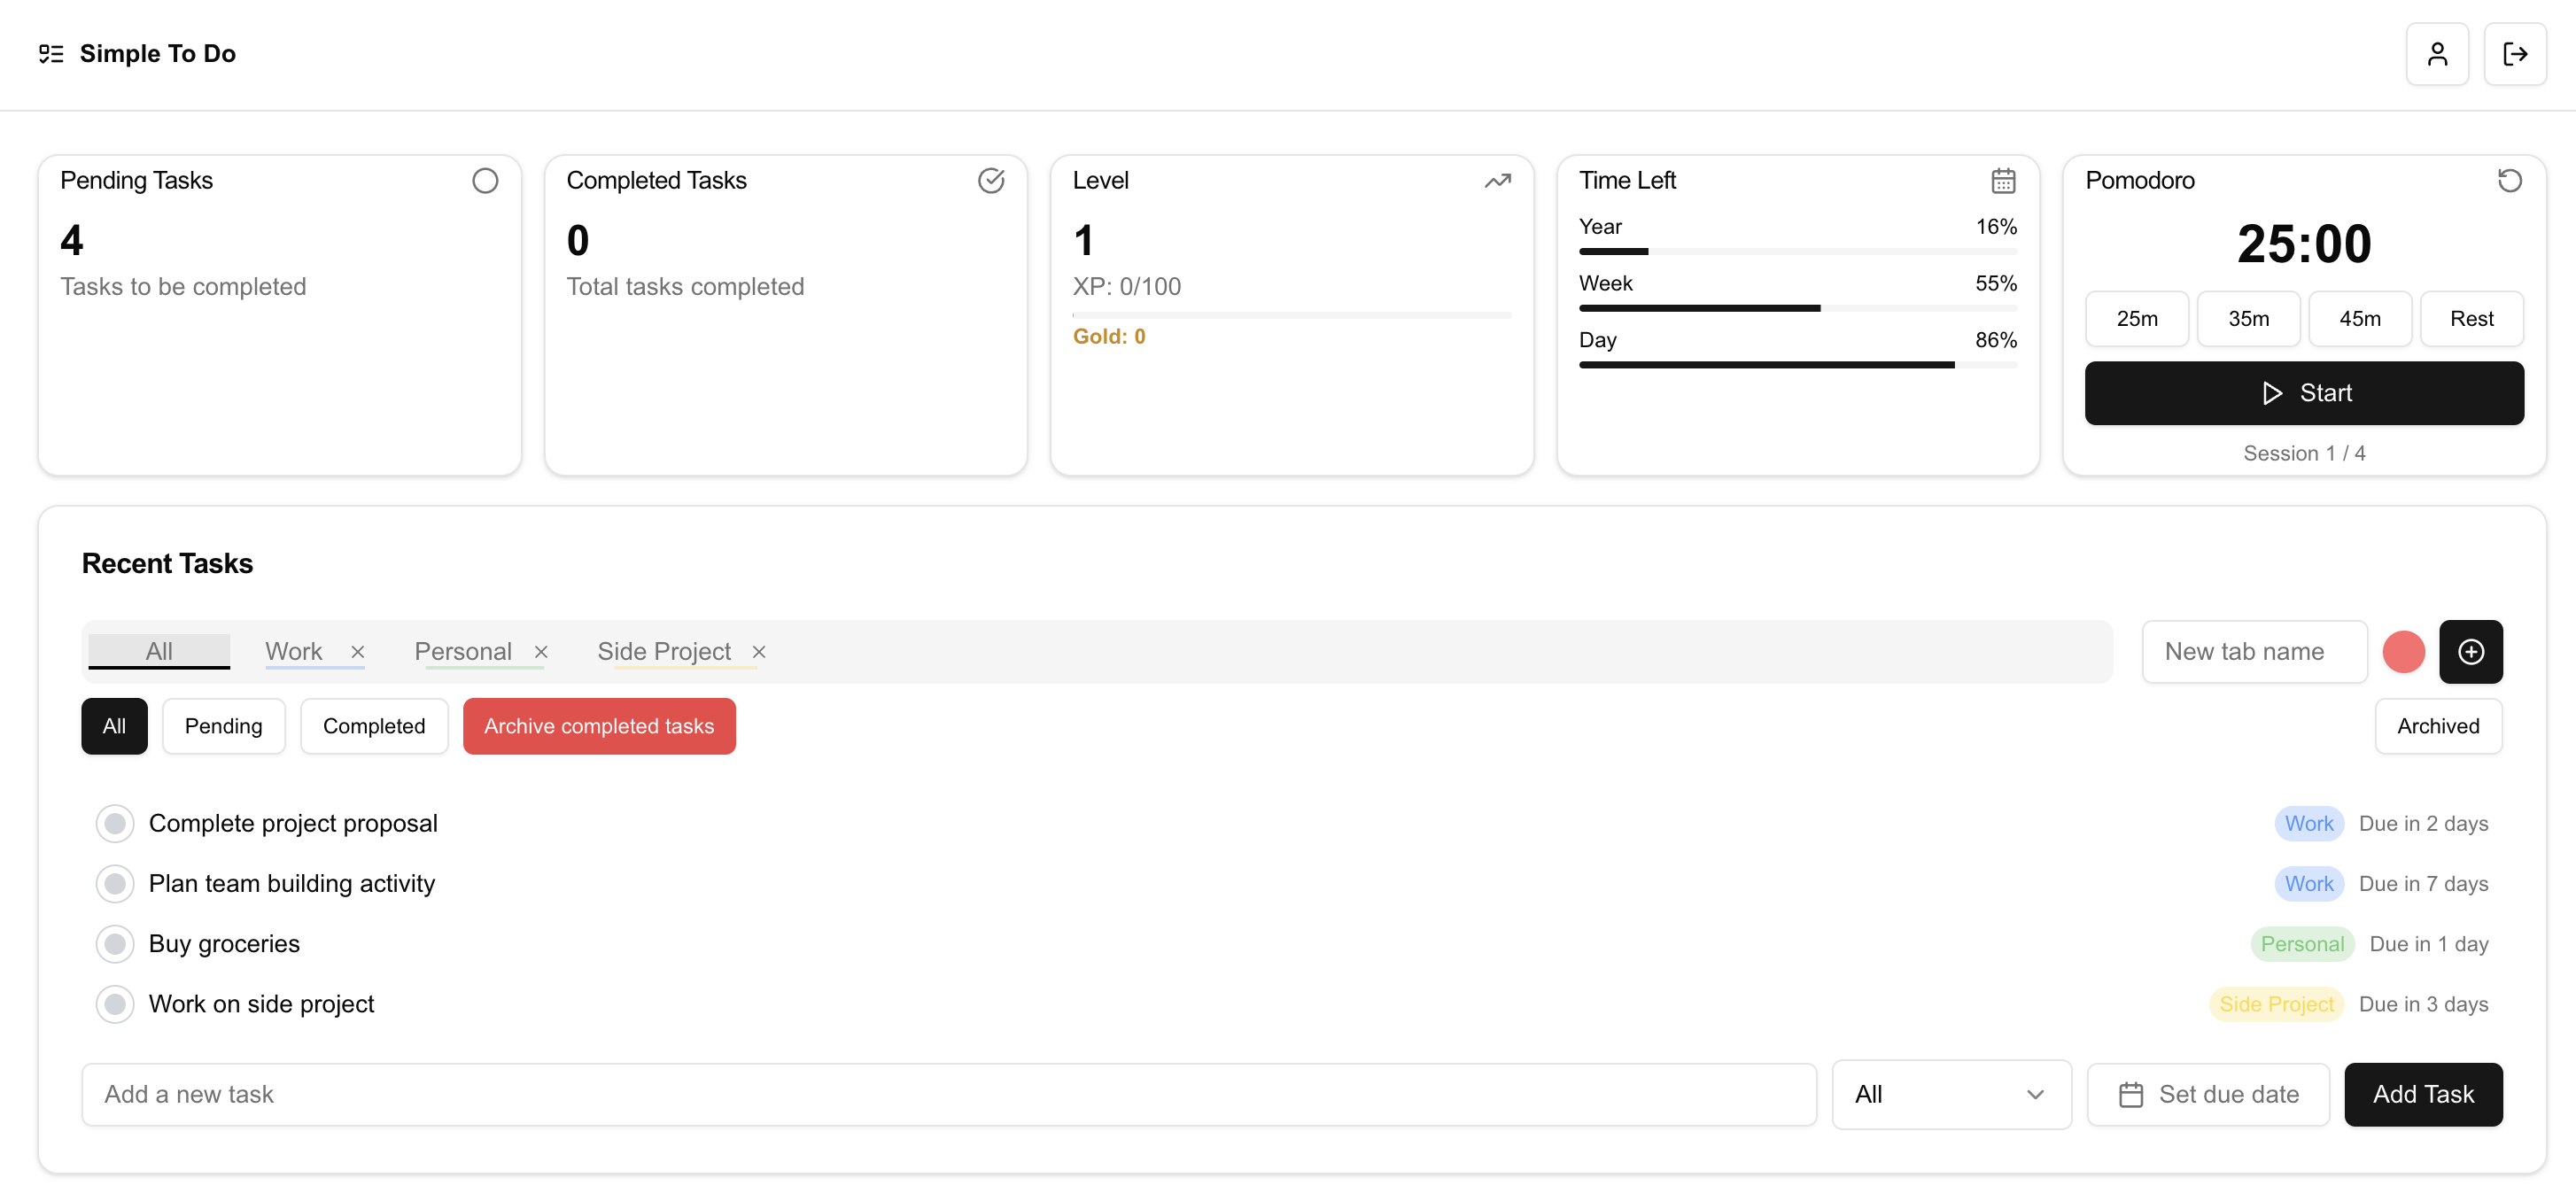 Simple To Do
Pending Tasks
4
Tasks to be completed
Completed Tasks
0
Total tasks completed
Level
1
XP: 0/100
Gold: 0
Time Left
Year 16%
Week 55%
Day 86%
Pomodoro
25:00
25m 35m 45m Rest
Start
Session 1 / 4
Recent Tasks
All Work × Personal × Side Project × New tab name
All Pending Completed Archive completed tasks Archived
Complete project proposal Work Due in 2 days
Plan team building activity Work Due in 7 days
Buy groceries Personal Due in 1 day
Work on side project Side Project Due in 3 days
Add a new task All Set due date Add Task